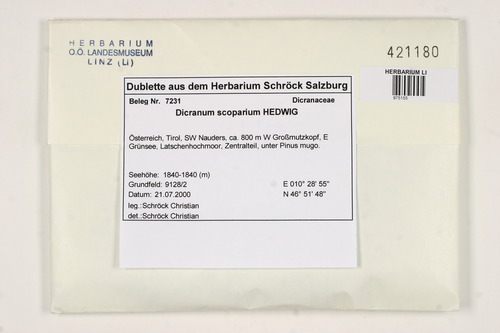 HERBARIUM
O.Ö. LANDESMUSEUM
LINZ (LI)
421180
HERBARIUM LI
975155
Dublette aus dem Herbarium Schröck Salzburg
Beleg Nr. 7231 Dicranaceae
Dicranum scoparium HEDWIG
Österreich, Tirol, SW Nauders, ca. 800 m W Großmutzkopf, E
Grünsee, Latschenhochmoor, Zentralteil, unter Pinus mugo.
Seehöhe: 1840-1840 (m)
Grundfeld: 9128/2 E 010° 28' 55"
Datum: 21.07.2000 N 46° 51' 48"
leg.:Schröck Christian
det.:Schröck Christian